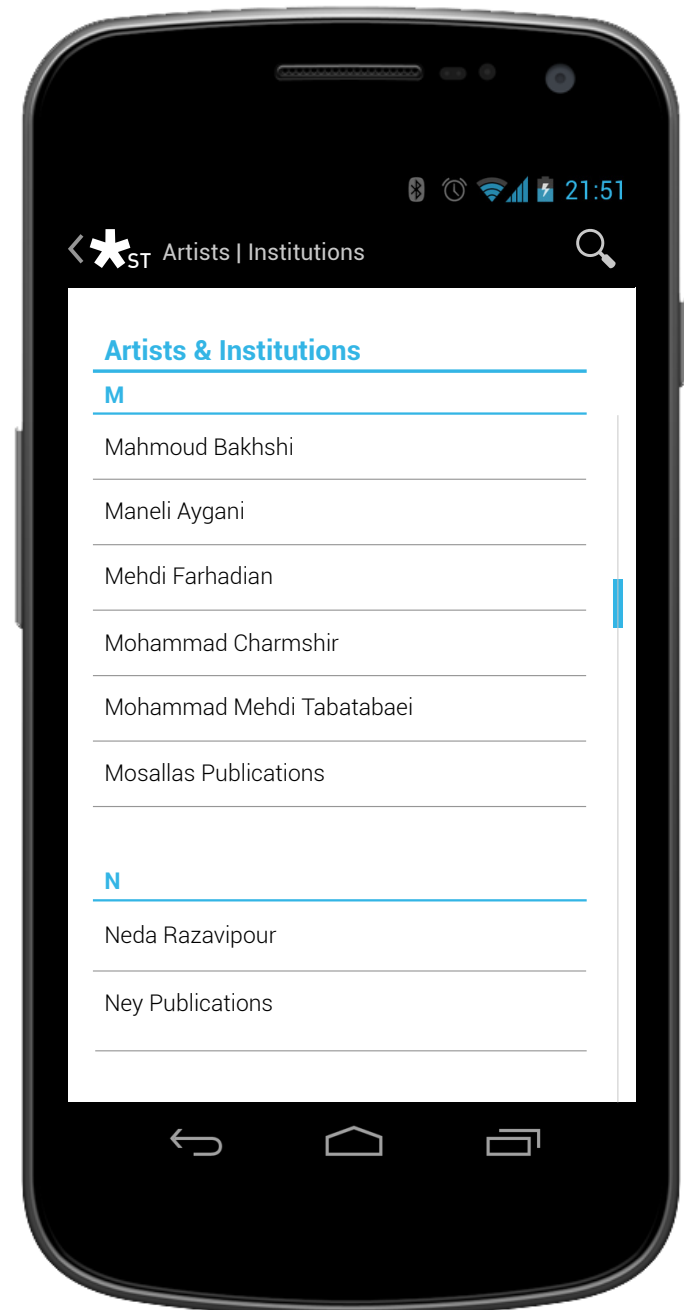 21:51
ST Artists | Institutions
Artists & Institutions
M
Mahmoud Bakhshi
Maneli Aygani
Mehdi Farhadian
Mohammad Charmshir
Mohammad Mehdi Tabatabaei
Mosallas Publications
N
Neda Razavipour
Ney Publications